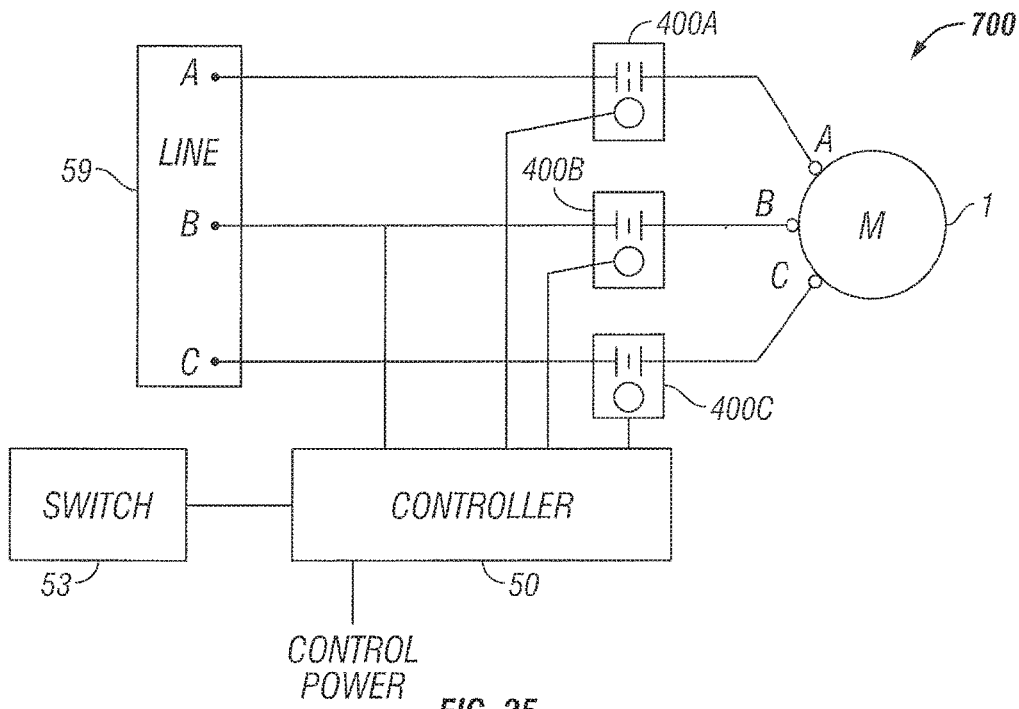 400A
700
A
LINE
59
400B
A
B
B
M
1
C
C
400C
SWITCH
CONTROLLER
53
50
CONTROL
POWER